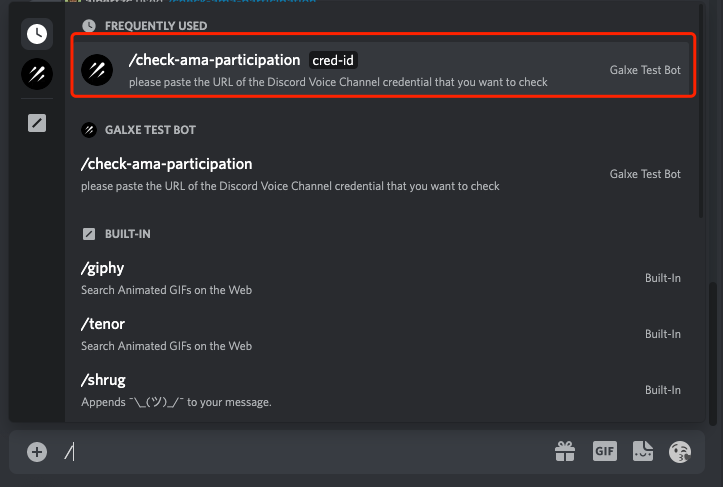 FREQUENTLY USED
/check-ama-participation cred-id
please paste the URL of the Discord Voice Channel credential that you want to check
Galxe Test Bot
GALXE TEST BOT
/check-ama-participation
please paste the URL of the Discord Voice Channel credential that you want to check
Galxe Test Bot
BUILT-IN
/giphy
Search Animated GIFs on the Web
Built-In
/tenor
Search Animated GIFs on the Web
Built-In
/shrug
Appends ¯\_(ツ)_/¯ to your message.
Built-In
/
GIF